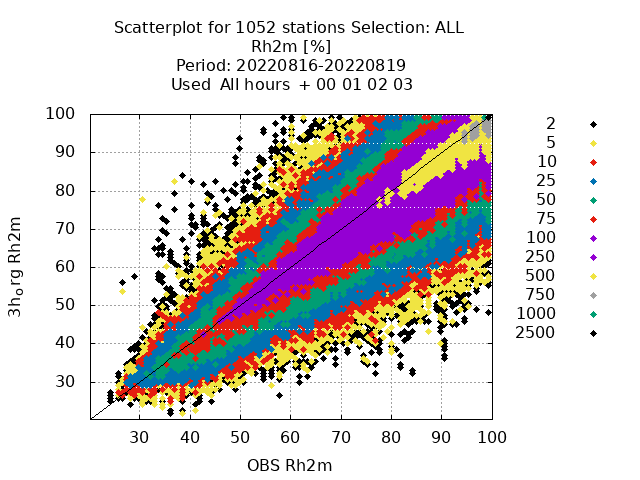 Scatterplot for 1052 stations Selection: ALL
Rh2m [%]
Period: 20220816-20220819
Used  All hours  + 00 01 02 03
3h_org Rh2m
100
90
80
70
60
50
40
30
30 40 50 60 70 80 90 100
OBS Rh2m
2
5
10
25
50
75
100
250
500
750
1000
2500